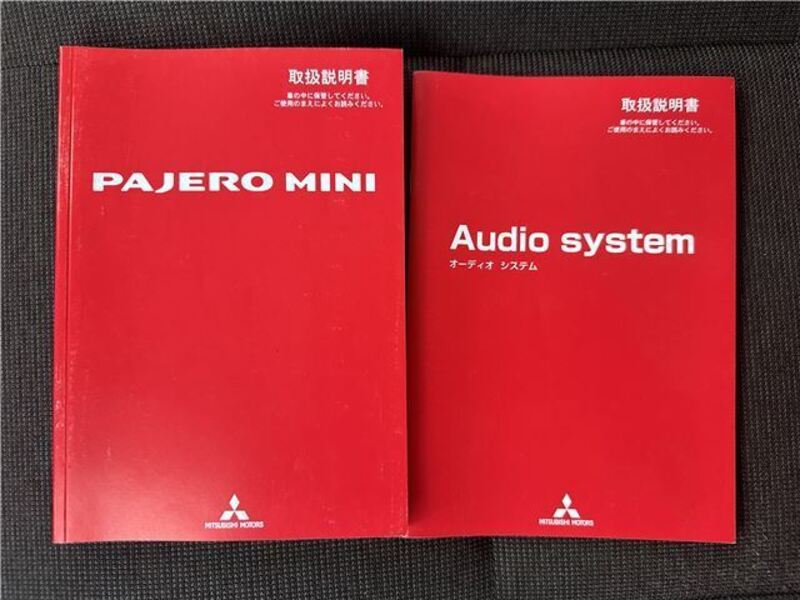 取扱説明書
車の中に保管してください。
ご使用のまえによくお読みください。
PAJERO MINI
MITSUBISHI MOTORS
取扱説明書
車の中に保管してください。
ご使用のまえによくお読みください。
Audio system
オーディオ システム
MITSUBISHI MOTORS